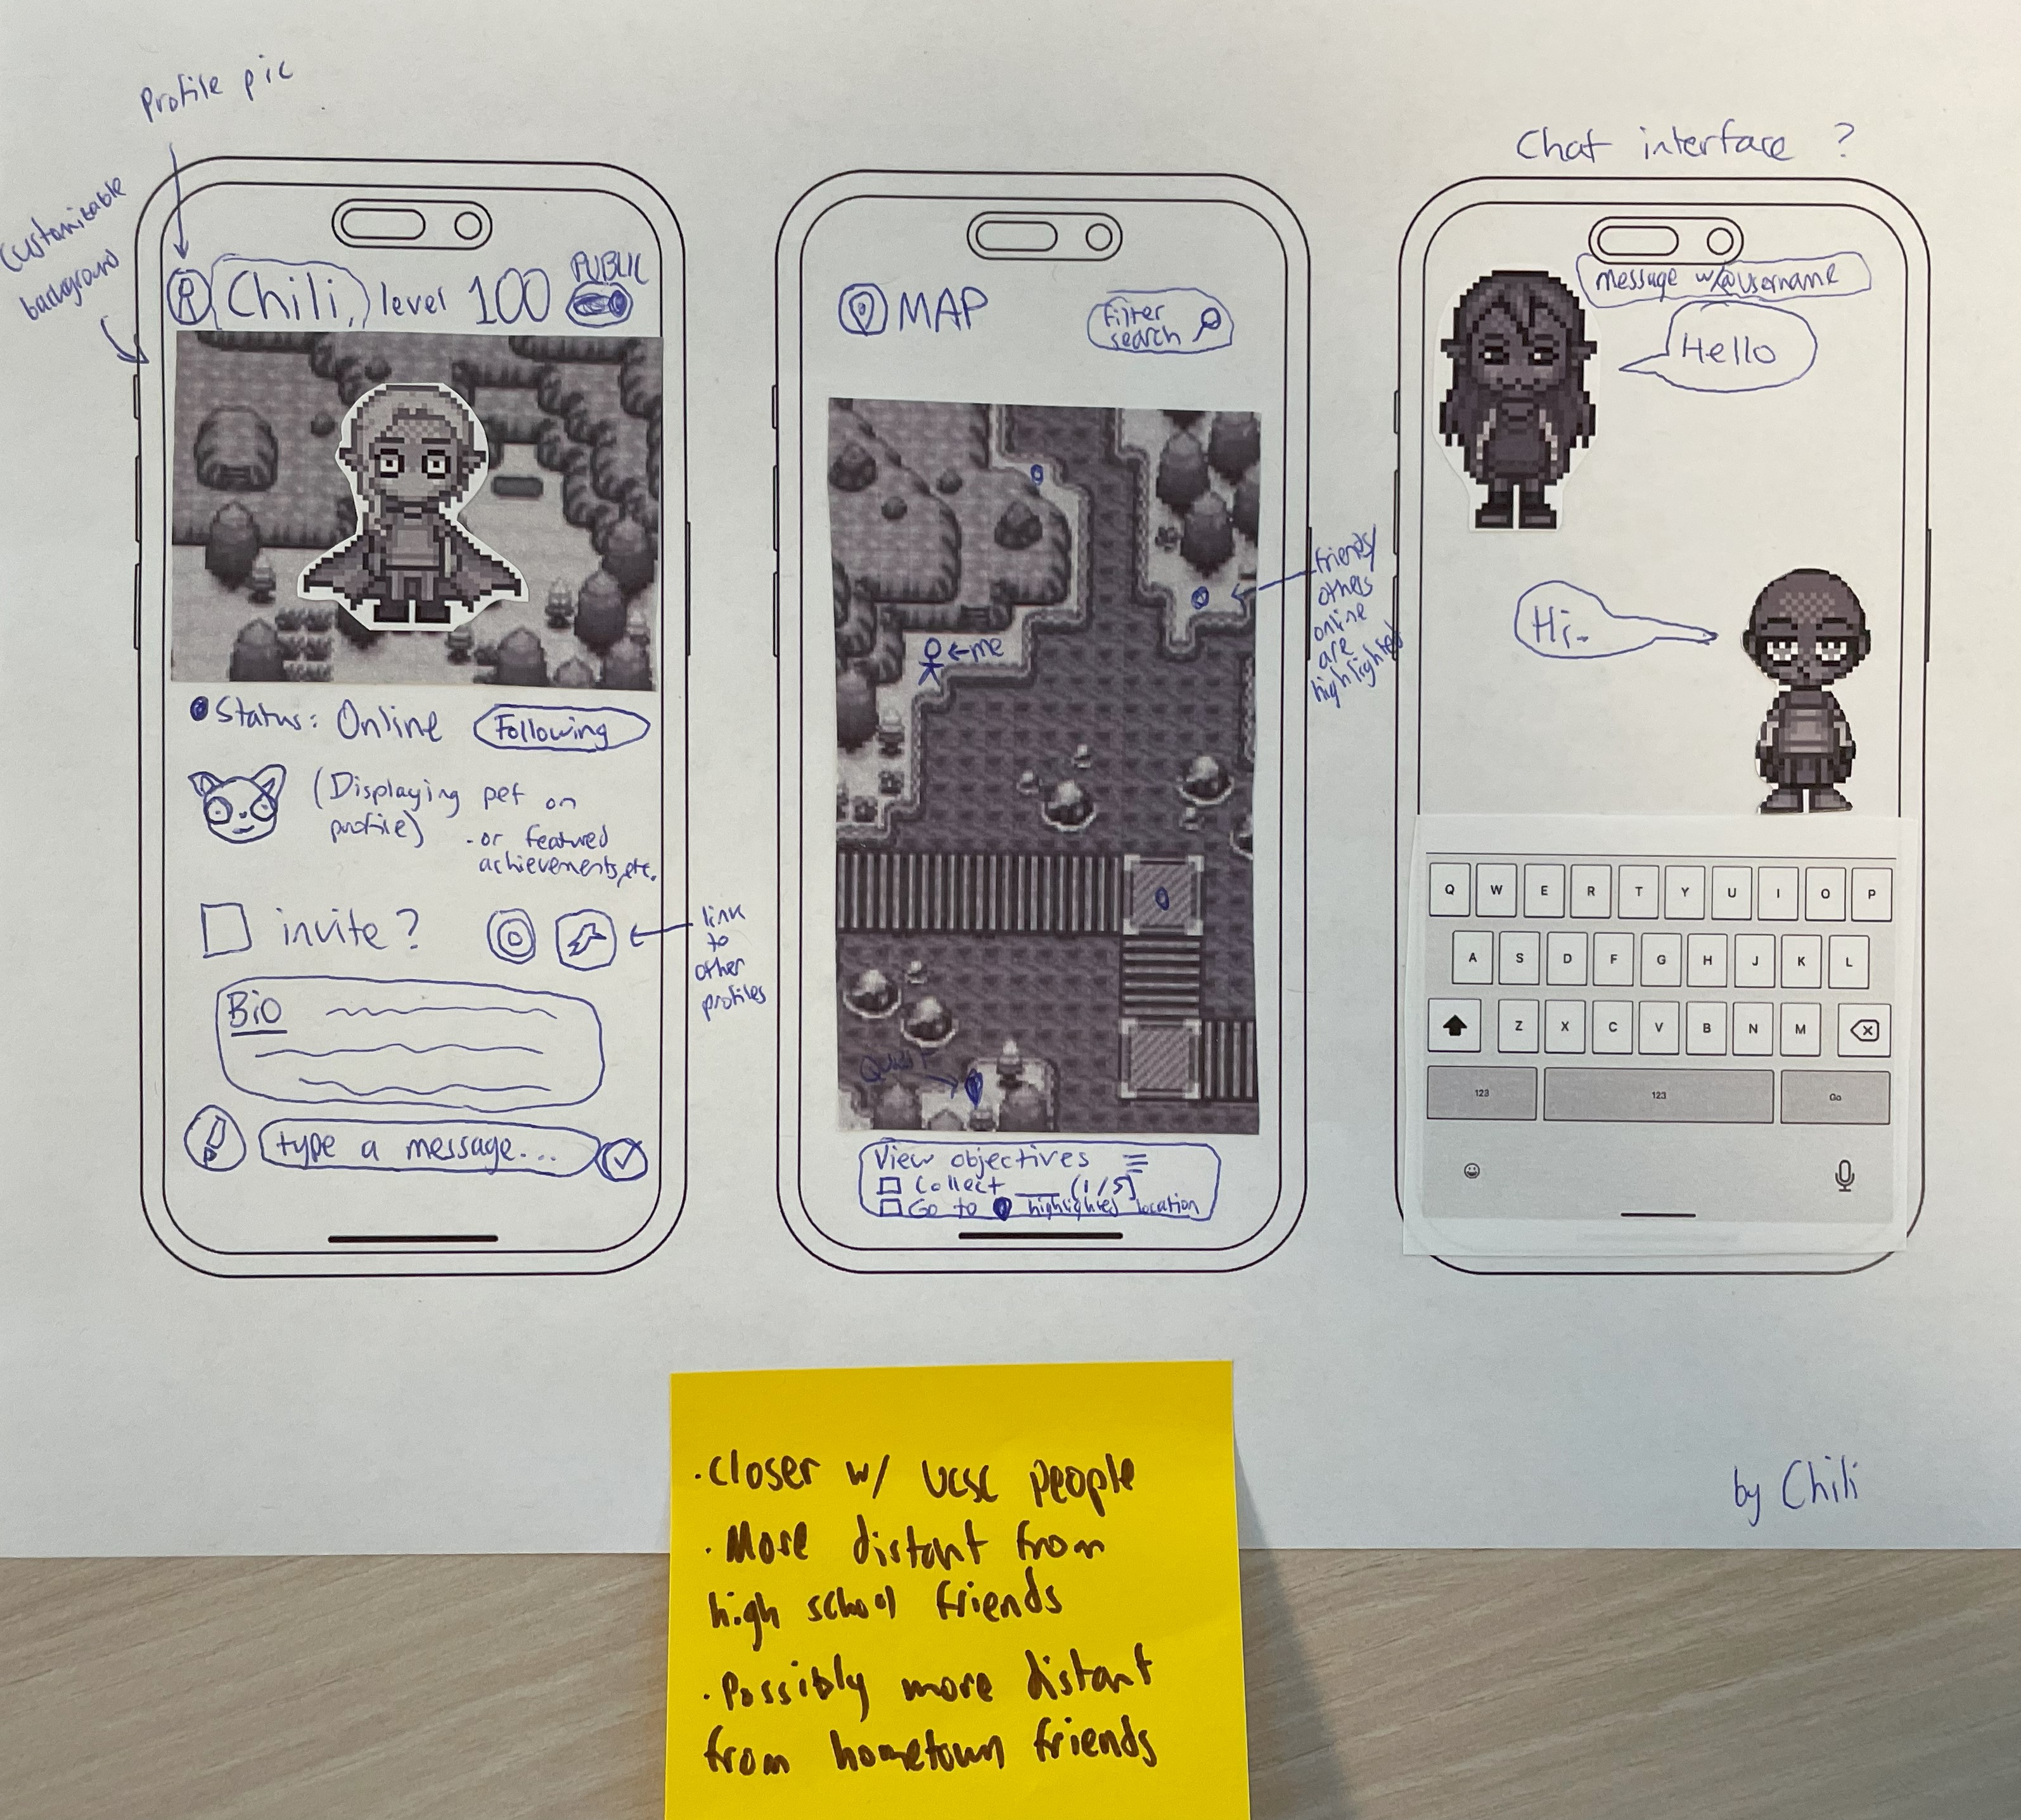 Profile pic
customizable
background
R Chili, level 100 PUBLIC
Status: Online Following
(Displaying pet on
profile)
-or featured
achievements, etc.
invite?
link
to
other
profiles
Bio
type a message...
MAP
filter
search
←me
friends/
others
online
are
highlighted
Quest
View objectives
Collect ___ (1/5)
Go to highlighted location
Chat interface ?
message w/@username
Hello
Hi.
Q W E R T Y U I O P
A S D F G H J K L
Z X C V B N M
123 123 Go
by Chili
·closer w/ UCSC people
·More distant from
high school friends
·Possibly more distant
from hometown friends